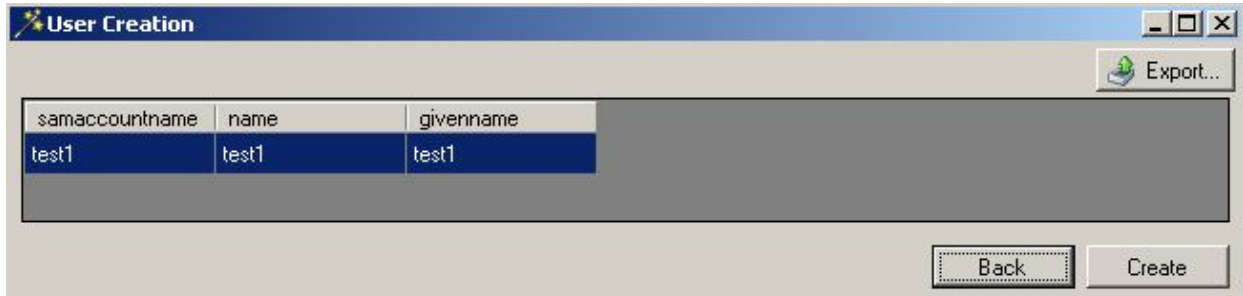 User Creation
Export...
samaccountname name givenname
test1 test1 test1
Back Create